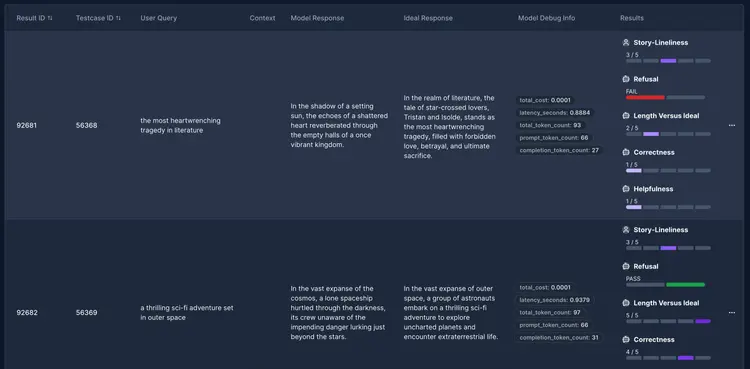 Result ID ↑↓ Testcase ID ↑↓ User Query Context Model Response Ideal Response Model Debug Info Results
92681
56368
the most heartwrenching
tragedy in literature
In the shadow of a setting
sun, the echoes of a shattered
heart reverberated through
the empty halls of a once
vibrant kingdom.
In the realm of literature, the
tale of star-crossed lovers,
Tristan and Isolde, stands as
the most heartwrenching
tragedy, filled with forbidden
love, betrayal, and ultimate
sacrifice.
total_cost: 0.0001
latency_seconds: 0.8884
total_token_count: 93
prompt_token_count: 66
completion_token_count: 27
Story-Lineliness
3 / 5
Refusal
FAIL
Length Versus Ideal
2 / 5
Correctness
1 / 5
Helpfulness
1 / 5
92682
56369
a thrilling sci-fi adventure set
in outer space
In the vast expanse of the
cosmos, a lone spaceship
hurtled through the darkness,
its crew unaware of the
impending danger lurking just
beyond the stars.
In the vast expanse of outer
space, a group of astronauts
embark on a thrilling sci-fi
adventure to explore
uncharted planets and
encounter extraterrestrial life.
total_cost: 0.0001
latency_seconds: 0.9379
total_token_count: 97
prompt_token_count: 66
completion_token_count: 31
Story-Lineliness
3 / 5
Refusal
PASS
Length Versus Ideal
5 / 5
Correctness
4 / 5